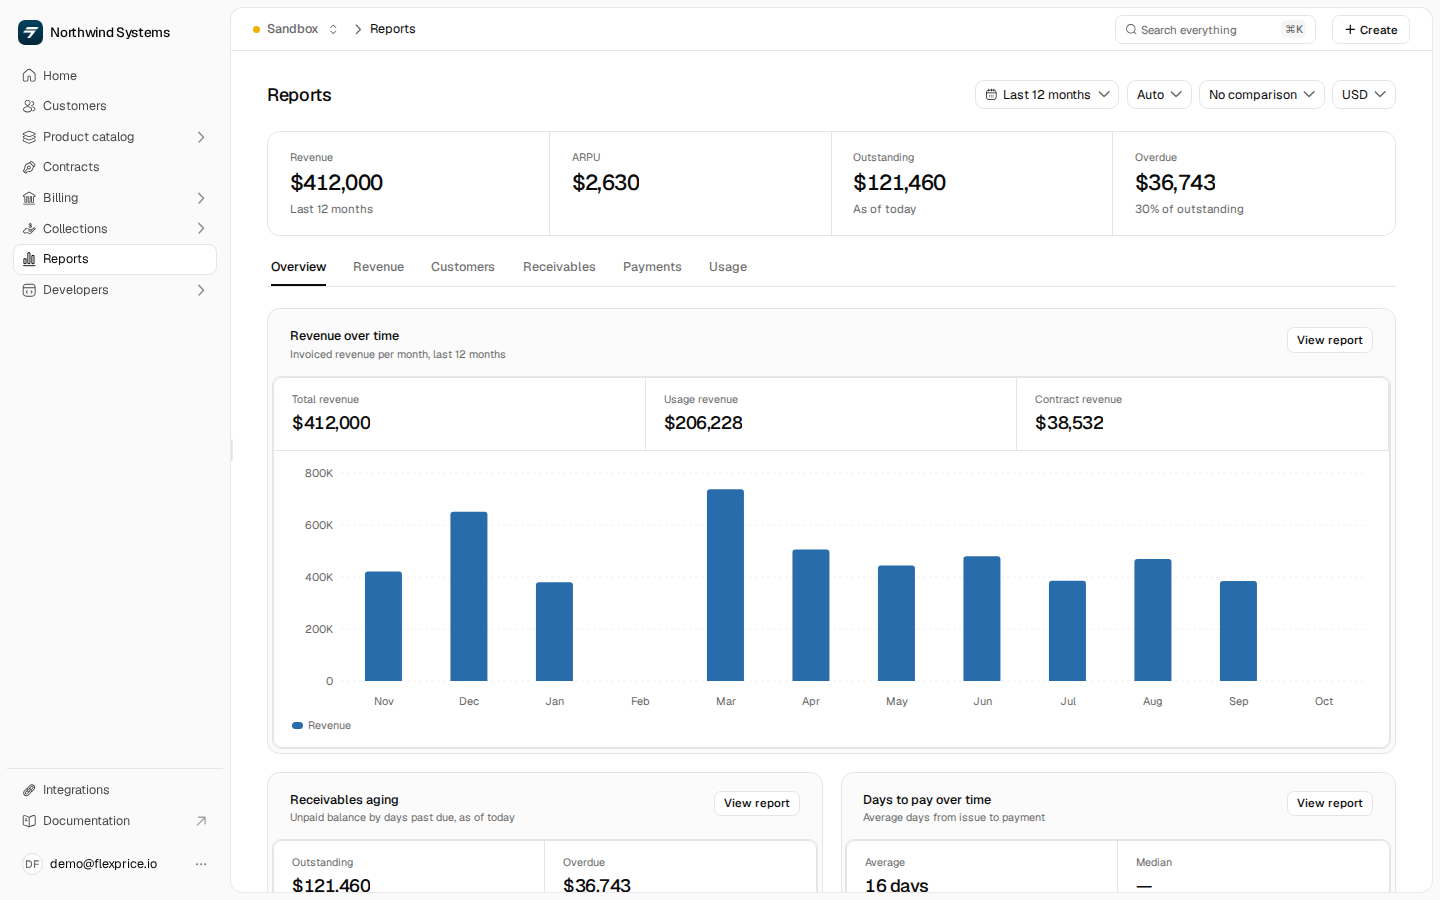 Northwind Systems
Home
Customers
Product catalog
Contracts
Billing
Collections
Reports
Developers
Integrations
Documentation
DF demo@flexprice.io
Sandbox Reports
Search everything ⌘K
Create
Reports
Last 12 months Auto No comparison USD
Revenue
$412,000
Last 12 months
ARPU
$2,630
Outstanding
$121,460
As of today
Overdue
$36,743
30% of outstanding
Overview Revenue Customers Receivables Payments Usage
Revenue over time
Invoiced revenue per month, last 12 months
View report
Total revenue
$412,000
Usage revenue
$206,228
Contract revenue
$38,532
800K
600K
400K
200K
0
Nov Dec Jan Feb Mar Apr May Jun Jul Aug Sep Oct
Revenue
Receivables aging
Unpaid balance by days past due, as of today
View report
Outstanding
$121,460
Overdue
$36,743
Days to pay over time
Average days from issue to payment
View report
Average
16 days
Median
—